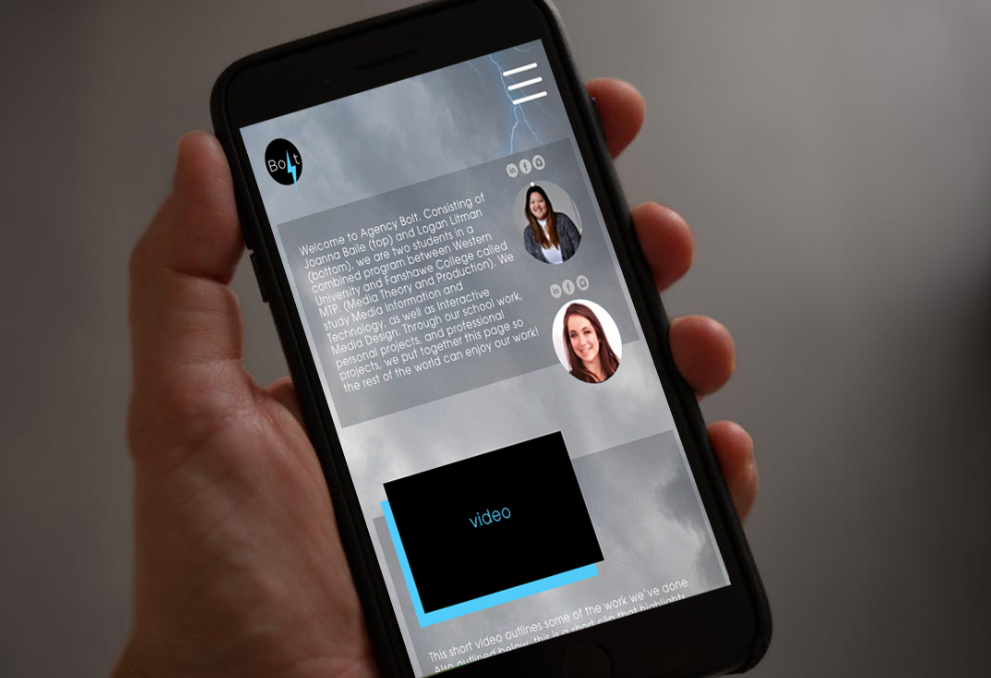 Bolt
Welcome to Agency Bolt. Consisting of
Joanna Baile (top) and Logan Litman
(bottom), we are two students in a
combined program between Western
University and Fanshawe College called
MTP. (Media Theory and Production). We
study Media Information and
Technology, as well as Interactive
Media Design. Through our school work,
personal projects, and professional
projects, we put together this page so
the rest of the world can enjoy our work!
in f
in f
video
This short video outlines some of the work we've done.
Also outlined below, this is a short clip that highlights